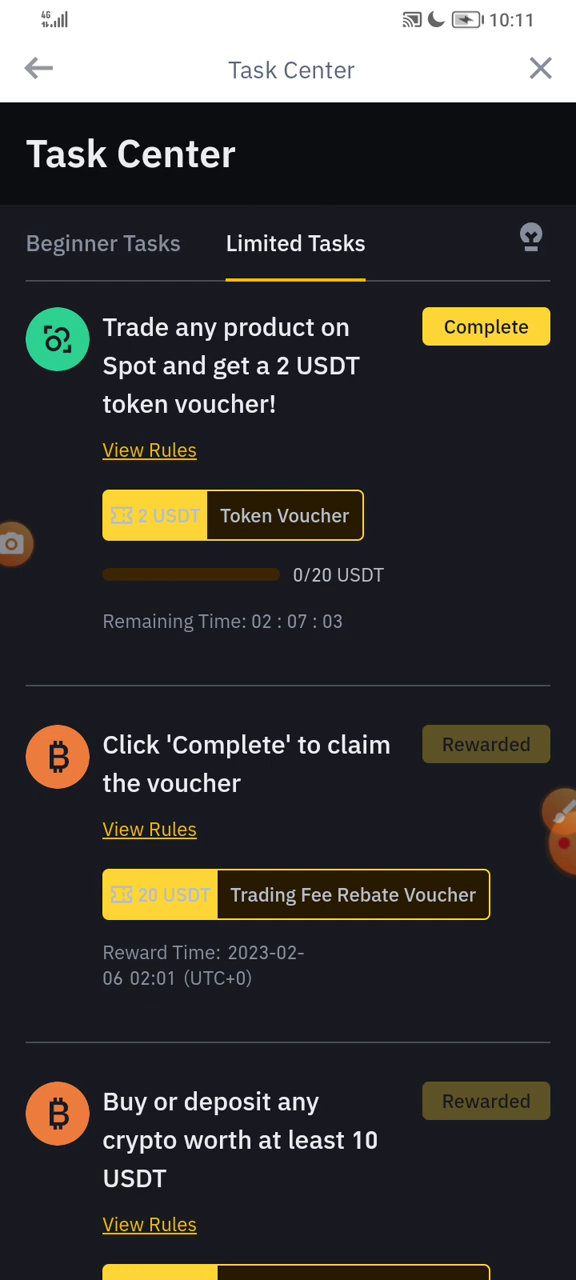 4G
10:11
Task Center
Task Center
Beginner Tasks
Limited Tasks
Trade any product on
Complete
Spot and get a 2 USDT
token voucher!
View Rules
2 USDT
Token Voucher
0/20 USDT
Remaining Time: 02 : 07 : 03
Click 'Complete' to claim
Rewarded
the voucher
View Rules
20 USDT
Trading Fee Rebate Voucher
Reward Time: 2023-02-
06 02:01 (UTC+0)
Buy or deposit any
Rewarded
crypto worth at least 10
USDT
View Rules